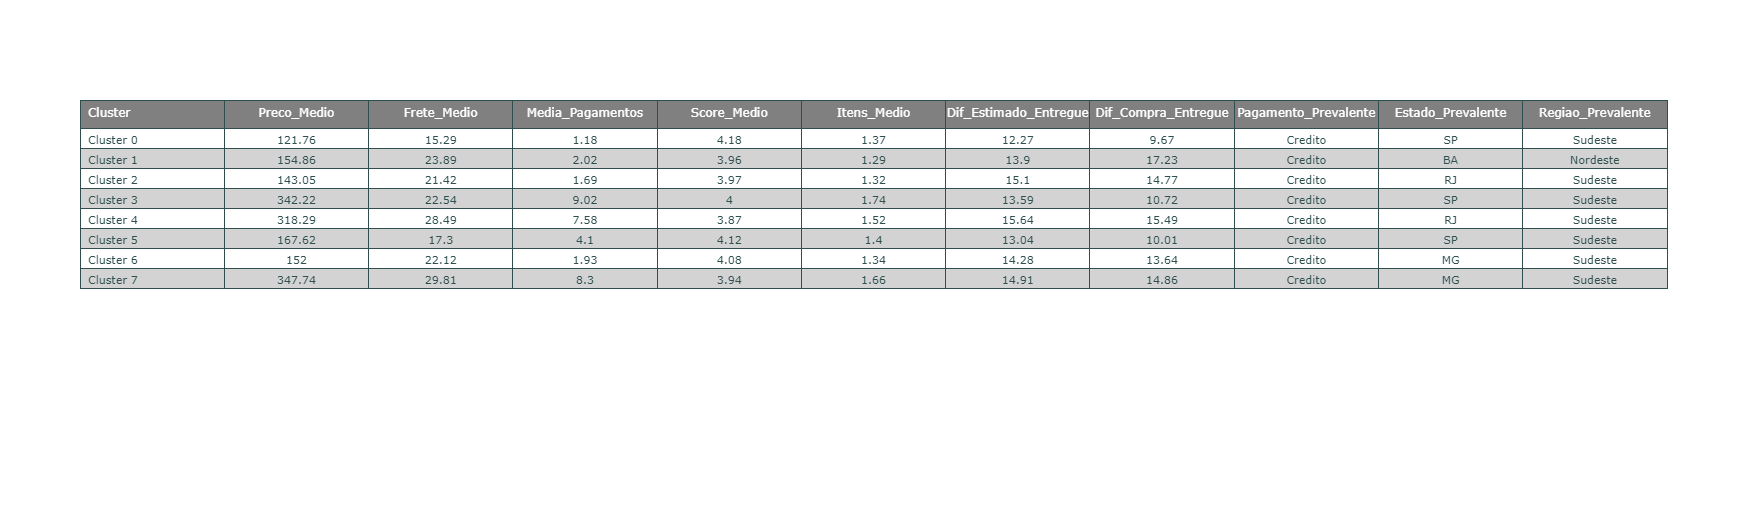 Cluster Preco_Medio Frete_Medio Media_Pagamentos Score_Medio Itens_Medio Dif_Estimado_Entregue Dif_Compra_Entregue Pagamento_Prevalente Estado_Prevalente Regiao_Prevalente
Cluster 0 121.76 15.29 1.18 4.18 1.37 12.27 9.67 Credito SP Sudeste
Cluster 1 154.86 23.89 2.02 3.96 1.29 13.9 17.23 Credito BA Nordeste
Cluster 2 143.05 21.42 1.69 3.97 1.32 15.1 14.77 Credito RJ Sudeste
Cluster 3 342.22 22.54 9.02 4 1.74 13.59 10.72 Credito SP Sudeste
Cluster 4 318.29 28.49 7.58 3.87 1.52 15.64 15.49 Credito RJ Sudeste
Cluster 5 167.62 17.3 4.1 4.12 1.4 13.04 10.01 Credito SP Sudeste
Cluster 6 152 22.12 1.93 4.08 1.34 14.28 13.64 Credito MG Sudeste
Cluster 7 347.74 29.81 8.3 3.94 1.66 14.91 14.86 Credito MG Sudeste